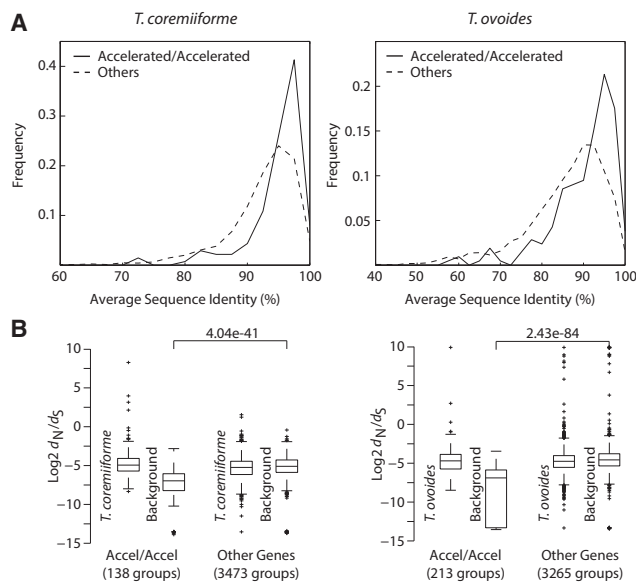 T. coremiiforme
T. ovoides
A
Accelerated/Accelerated
Others
0.4
0.3
0.2
0.1
Frequency
60
70
80
90
100
Average Sequence Identity (%)
Accelerated/Accelerated
Others
0.2
0.15
0.1
0.05
Frequency
40
50
60
70
80
90
100
Average Sequence Identity (%)
B
4.04e-41
10
5
0
−5
−10
−15
Log2 dN/dS
T. coremiiforme
Background
T. coremiiforme
Background
Accel/Accel
(138 groups)
Other Genes
(3473 groups)
2.43e-84
10
5
0
-5
-10
-15
Log2 dN/dS
T. ovoides
Background
T. ovoides
Background
Accel/Accel
(213 groups)
Other Genes
(3265 groups)